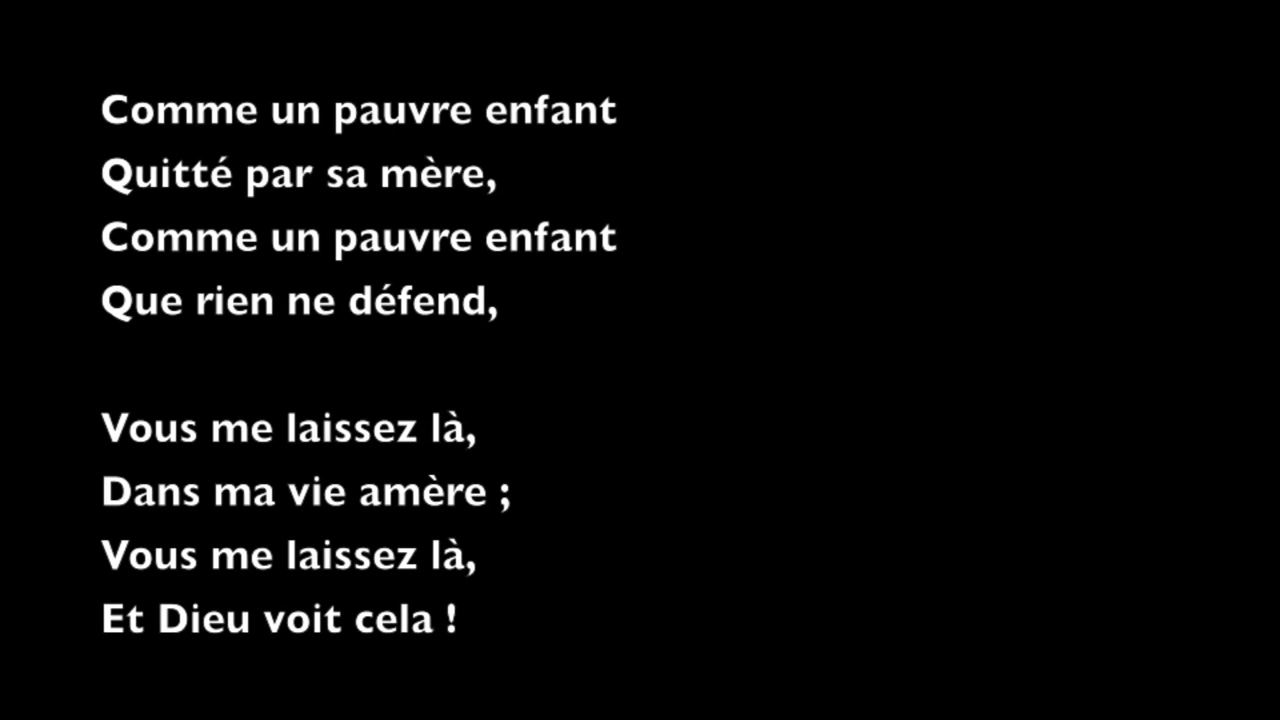 Comme un pauvre enfant
Quitté par sa mère,
Comme un pauvre enfant
Que rien ne défend,
Vous me laissez là,
Dans ma vie amère ;
Vous me laissez là,
Et Dieu voit cela !